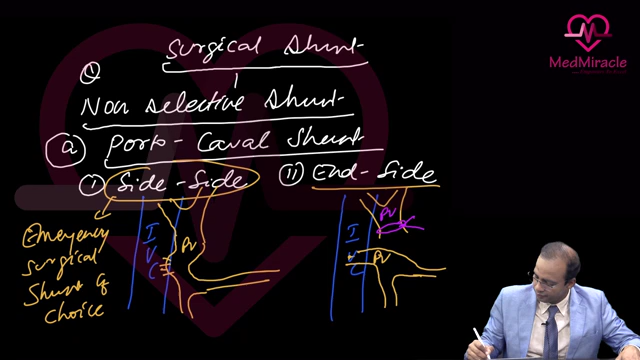 Surgical Shunt
①
Non selective Shunt
ⓐ Porto-Caval Shunt
ⓘ Side-Side
ⓘⓘ End-Side
Emergency
Surgical
Shunt of
Choice
I
V
C
PV
PV
I
V
C
PV
MedMiracle